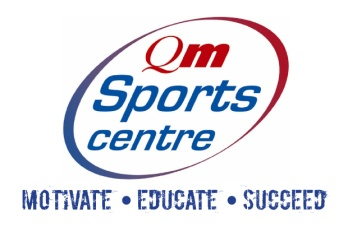 Qm
Sports
centre
MOTIVATE • EDUCATE • SUCCEED